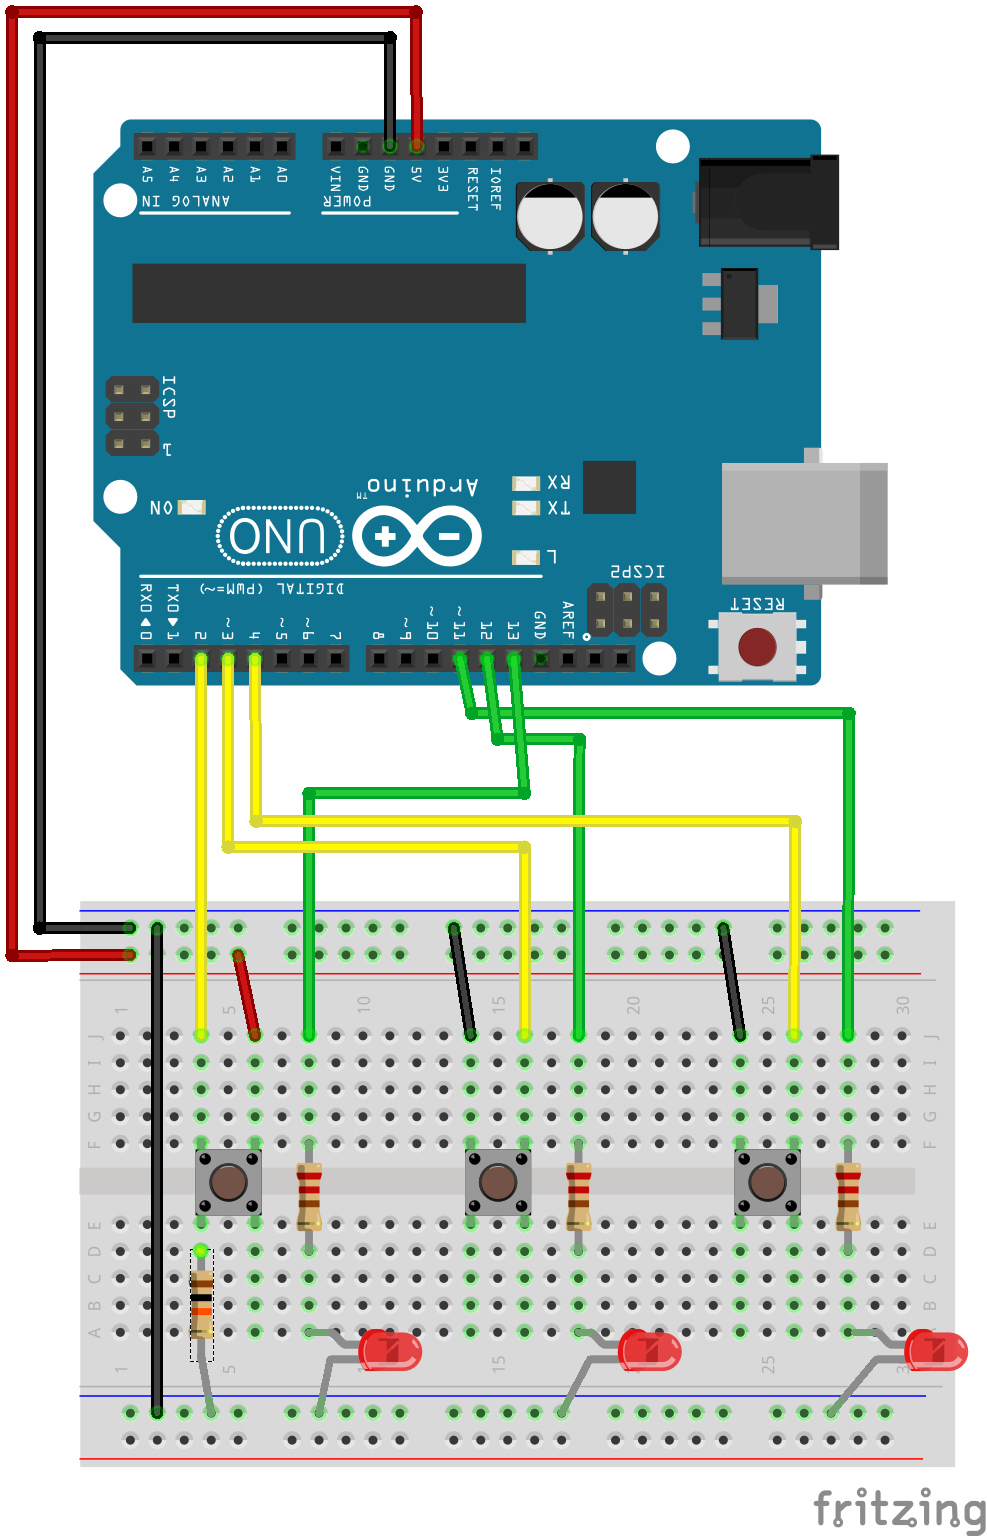 A5 A4 A3 A2 A1 A0
VIN GND GND 5V 3V3 RESET IOREF
ANALOG IN
POWER
ICSP
1
ON
UNO
Arduino™
RX
TX
L
ICSP2
RESET
DIGITAL (PWM=~)
RX0◀0 TX0▶1 2 ~3 4 ~5 ~6 7 8 ~9 ~10 ~11 12 13 GND AREF
1 5 10 15 20 25 30
J J
I I
H H
G G
F F
E E
D D
C C
B B
A
1 5 15 25
fritzing